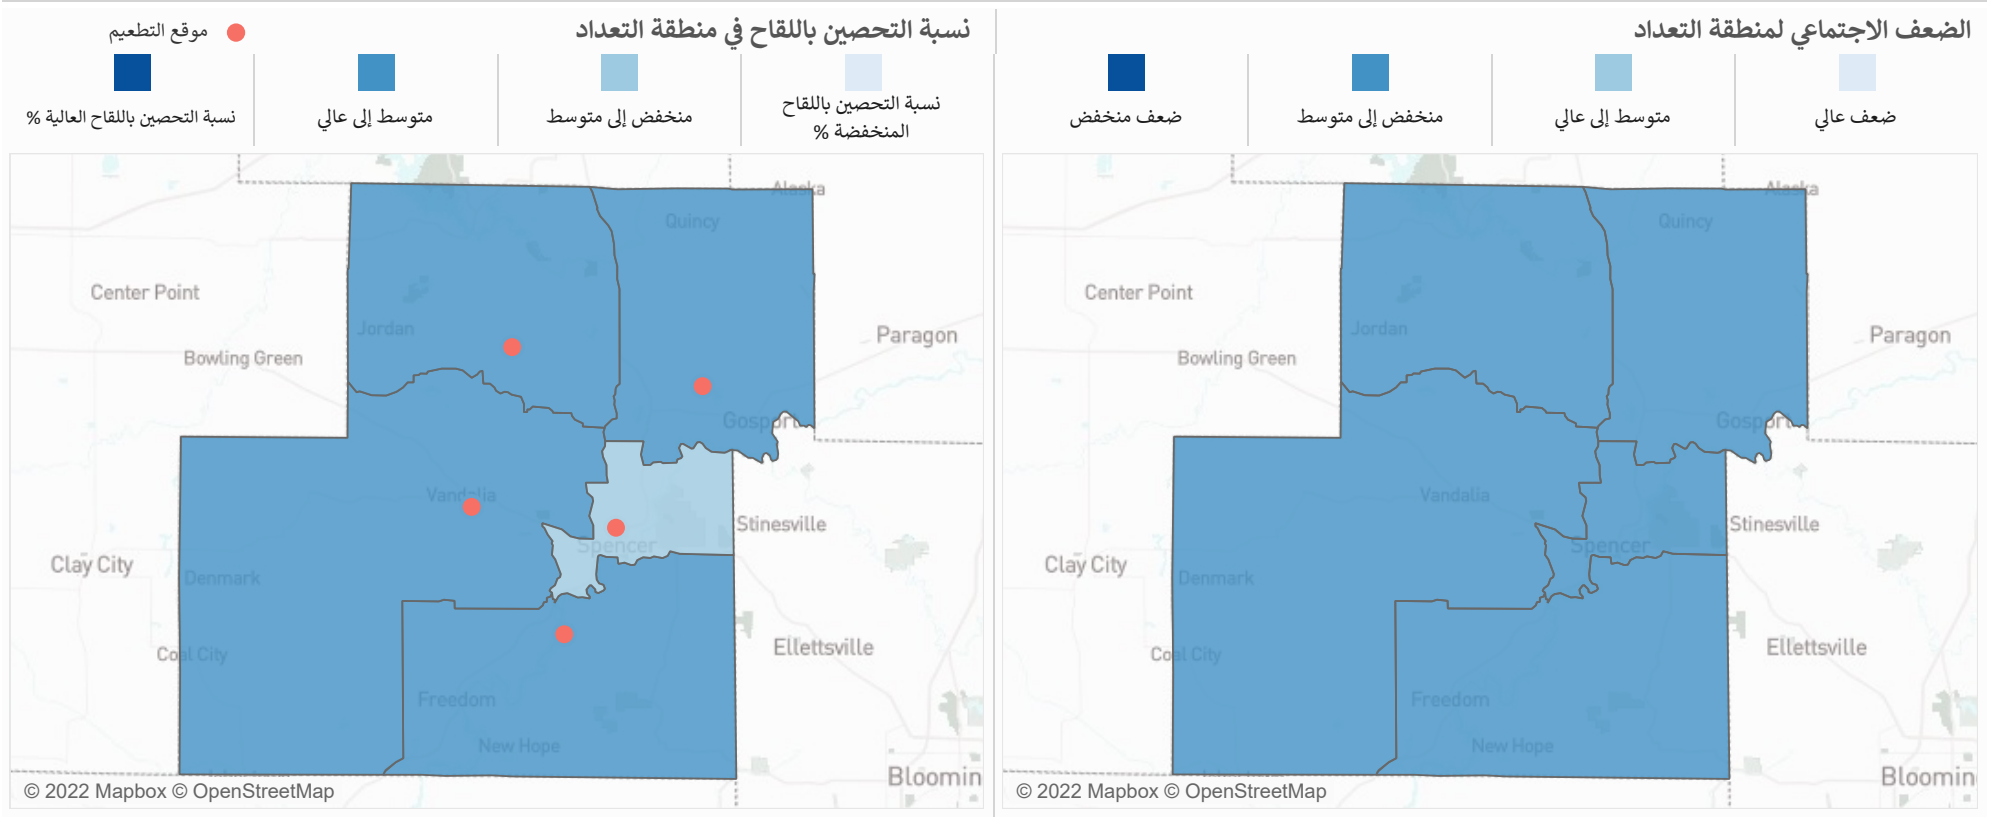 الضعف الاجتماعي لمنطقة التعداد
ضعف عالي
متوسط إلى عالي
منخفض إلى متوسط
ضعف منخفض
Alaska
Quincy
Center Point
Jordan
Paragon
Bowling Green
Gosport
Vandalia
Stinesville
Spencer
Clay City
Denmark
Ellettsville
Coal City
Freedom
New Hope
Bloomin
© 2022 Mapbox © OpenStreetMap
نسبة التحصين باللقاح في منطقة التعداد
موقع التطعيم
نسبة التحصين باللقاح
المنخفضة %
منخفض إلى متوسط
متوسط إلى عالي
نسبة التحصين باللقاح العالية %
Alaska
Quincy
Center Point
Jordan
Paragon
Bowling Green
Gosport
Vandalia
Stinesville
Spencer
Clay City
Denmark
Ellettsville
Coal City
Freedom
New Hope
Bloomin
© 2022 Mapbox © OpenStreetMap